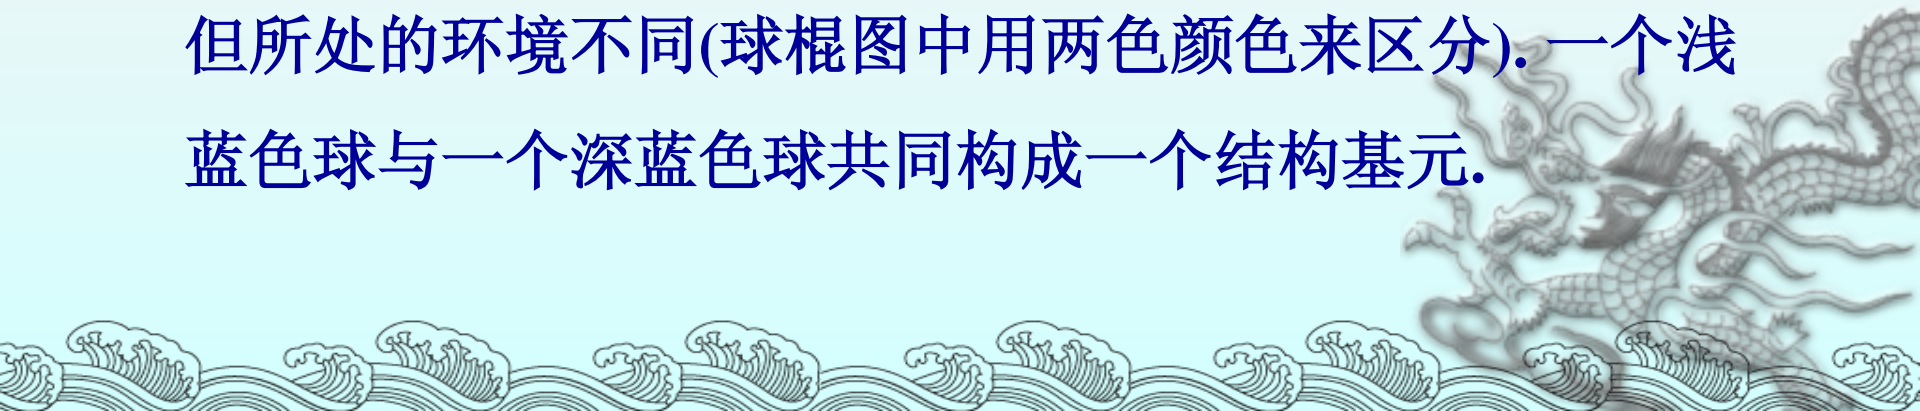 但所处的环境不同(球棍图中用两色颜色来区分). 一个浅
蓝色球与一个深蓝色球共同构成一个结构基元.